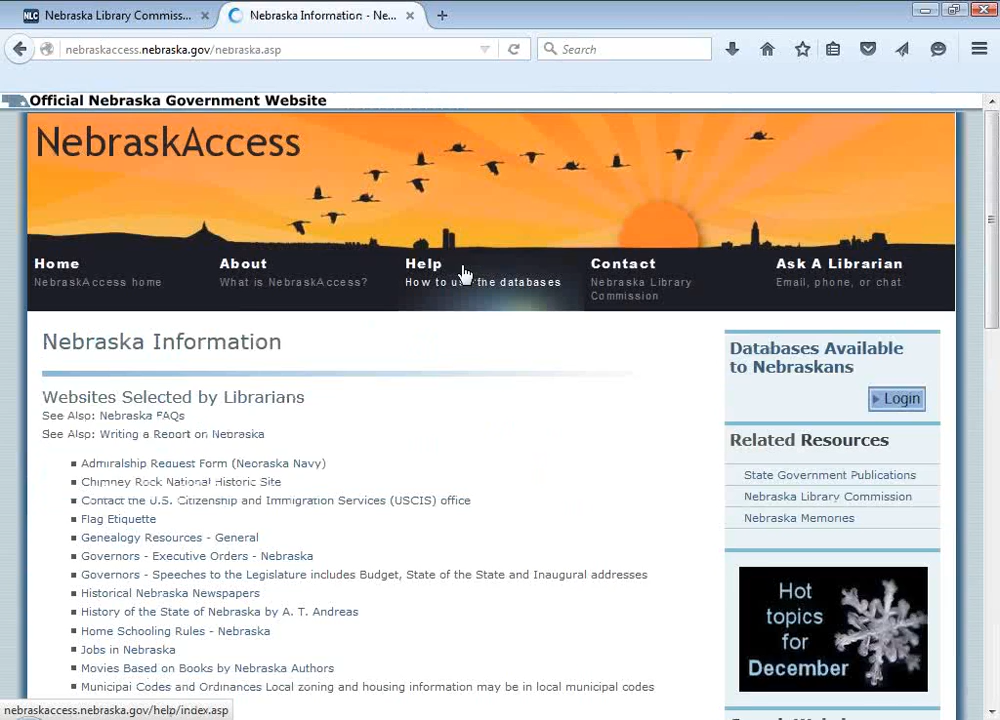 Nebraska Library Commiss...
Nebraska Information: - Ne...
nebraskaccess.nebraska.gov/nebraska.asp
Search
Official Nebraska Government Website
NebraskAccess
Home
NebraskAccess home
About
What is NebraskAccess?
Help
How to use the databases
Contact
Nebraska Library
Commission
Ask A Librarian
Email, phone, or chat
Nebraska Information
Websites Selected by Librarians
See Also: Nebraska FAQs
See Also: Writing a Report on Nebraska
Admiralship Request Form (Nebraska Navy)
Chimney Rock National Historic Site
Contact the U.S. Citizenship and Immigration Services (USCIS) office
Flag Etiquette
Genealogy Resources - General
Governors - Executive Orders - Nebraska
Governors - Speeches to the Legislature includes Budget, State of the State and Inaugural addresses
Historical Nebraska Newspapers
History of the State of Nebraska by A. T. Andreas
Home Schooling Rules - Nebraska
Jobs in Nebraska
Movies Based on Books by Nebraska Authors
Municipal Codes and Ordinances Local zoning and housing information may be in local municipal codes
Databases Available
to Nebraskans
Login
Related Resources
State Government Publications
Nebraska Library Commission
Nebraska Memories
Hot
topics
for
December
nebraskaccess.nebraska.gov/help/index.asp